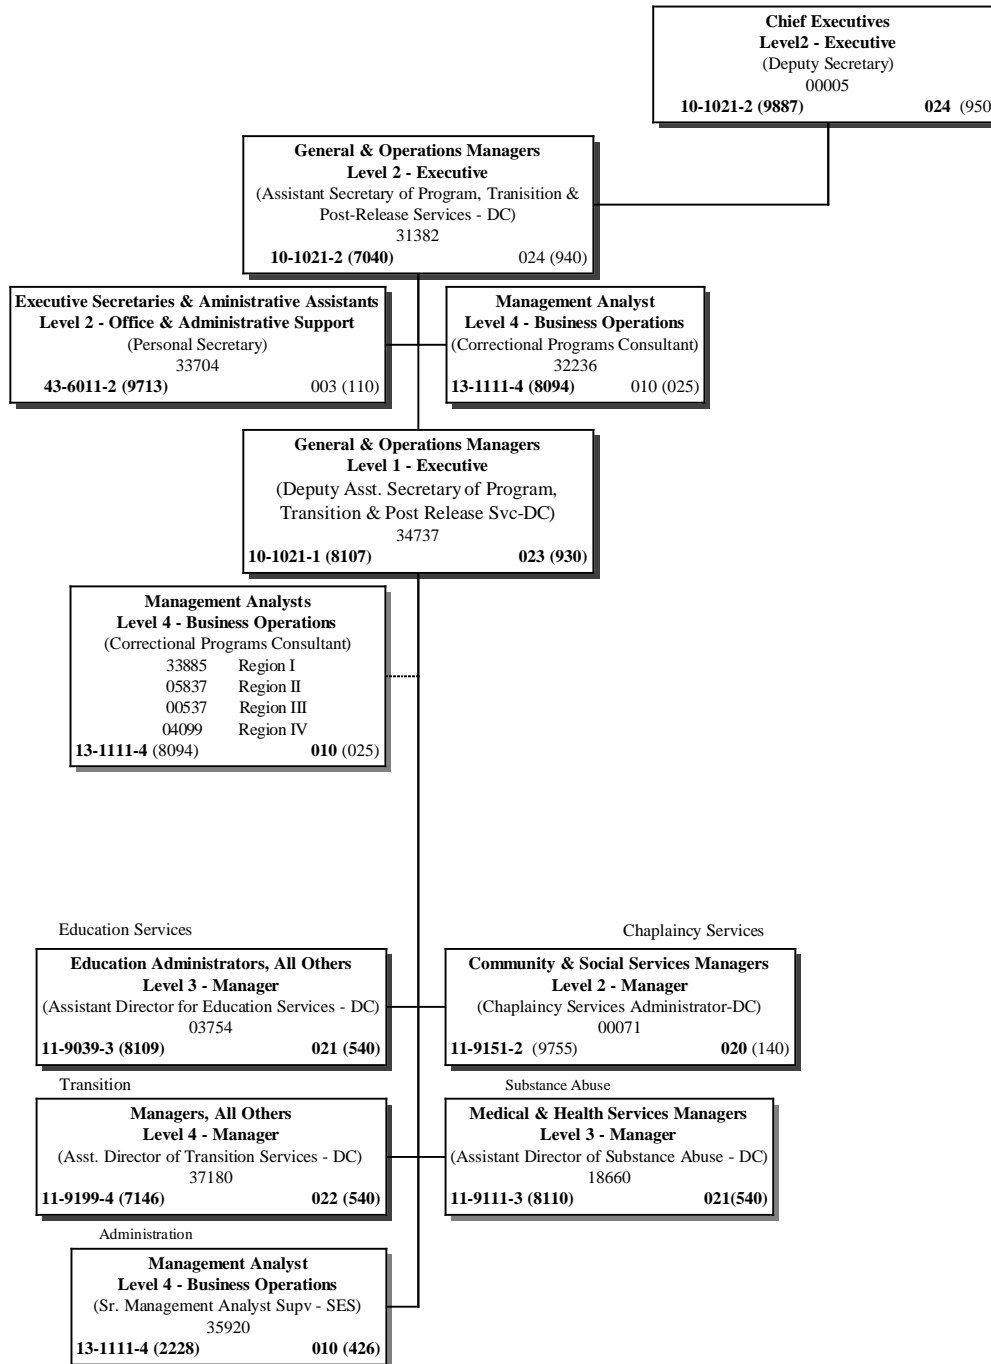 Chief Executives
Level2 - Executive
(Deputy Secretary)
00005
10-1021-2 (9887) 024 (950
General & Operations Managers
Level 2 - Executive
(Assistant Secretary of Program, Tranisition &
Post-Release Services - DC)
31382
10-1021-2 (7040) 024 (940)
Executive Secretaries & Aministrative Assistants
Level 2 - Office & Administrative Support
(Personal Secretary)
33704
43-6011-2 (9713) 003 (110)
Management Analyst
Level 4 - Business Operations
(Correctional Programs Consultant)
32236
13-1111-4 (8094) 010 (025)
General & Operations Managers
Level 1 - Executive
(Deputy Asst. Secretary of Program,
Transition & Post Release Svc-DC)
34737
10-1021-1 (8107) 023 (930)
Management Analysts
Level 4 - Business Operations
(Correctional Programs Consultant)
33885 Region I
05837 Region II
00537 Region III
04099 Region IV
13-1111-4 (8094) 010 (025)
Education Services
Education Administrators, All Others
Level 3 - Manager
(Assistant Director for Education Services - DC)
03754
11-9039-3 (8109) 021 (540)
Chaplaincy Services
Community & Social Services Managers
Level 2 - Manager
(Chaplaincy Services Administrator-DC)
00071
11-9151-2 (9755) 020 (140)
Transition
Managers, All Others
Level 4 - Manager
(Asst. Director of Transition Services - DC)
37180
11-9199-4 (7146) 022 (540)
Substance Abuse
Medical & Health Services Managers
Level 3 - Manager
(Assistant Director of Substance Abuse - DC)
18660
11-9111-3 (8110) 021(540)
Administration
Management Analyst
Level 4 - Business Operations
(Sr. Management Analyst Supv - SES)
35920
13-1111-4 (2228) 010 (426)